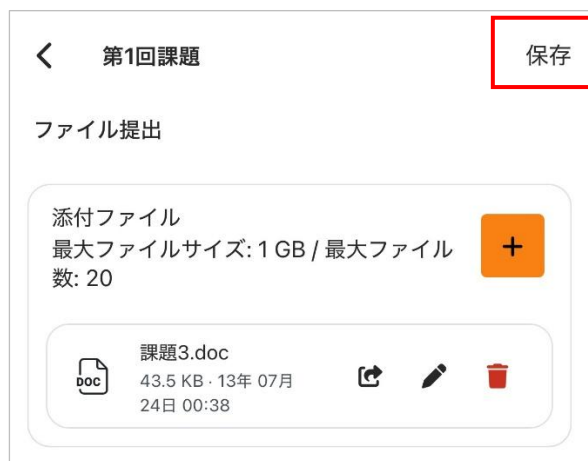 第1回課題
保存
ファイル提出
添付ファイル
最大ファイルサイズ: 1 GB / 最大ファイル
数: 20
+
DOC
課題3.doc
43.5 KB · 13年 07月
24日 00:38